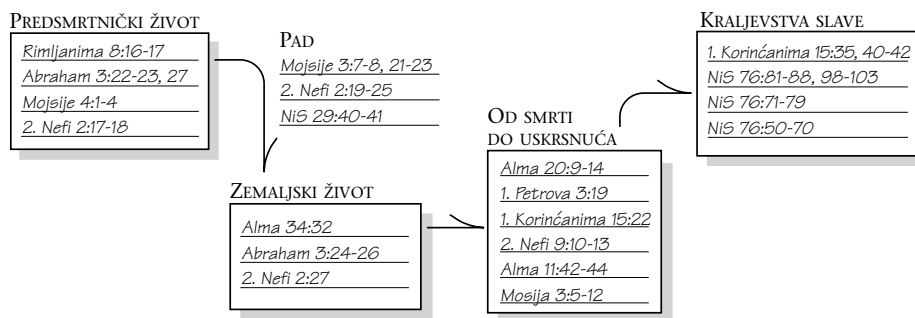 PREDSMRTNIČKI ŽIVOT
Rimljanima 8:16-17
Abraham 3:22-23, 27
Mojsije 4:1-4
2. Nefi 2:17-18
PAD
Mojsije 3:7-8, 21-23
2. Nefi 2:19-25
NiS 29:40-41
ZEMALJSKI ŽIVOT
Alma 34:32
Abraham 3:24-26
2. Nefi 2:27
OD SMRTI
DO USKRSNUĆA
Alma 20:9-14
1. Petrova 3:19
1. Korinćanima 15:22
2. Nefi 9:10-13
Alma 11:42-44
Mosija 3:5-12
KRALJEVSTVA SLAVE
1. Korinćanima 15:35, 40-42
NiS 76:81-88, 98-103
NiS 76:71-79
NiS 76:50-70